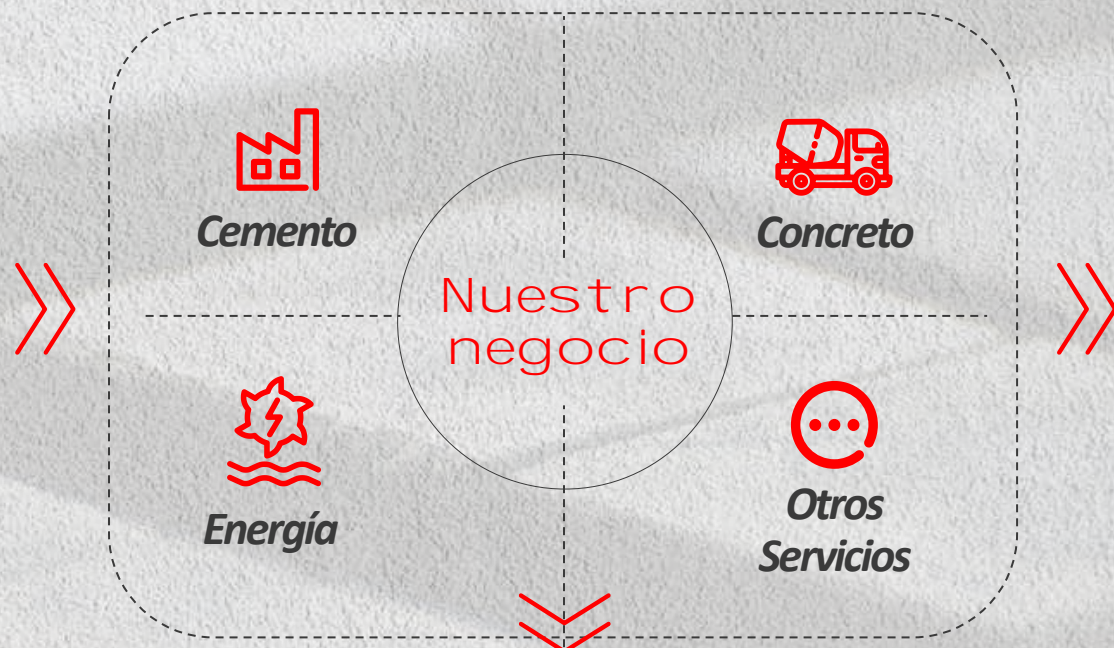 Cemento
Concreto
Nuestro
negocio
Energía
Otros
Servicios